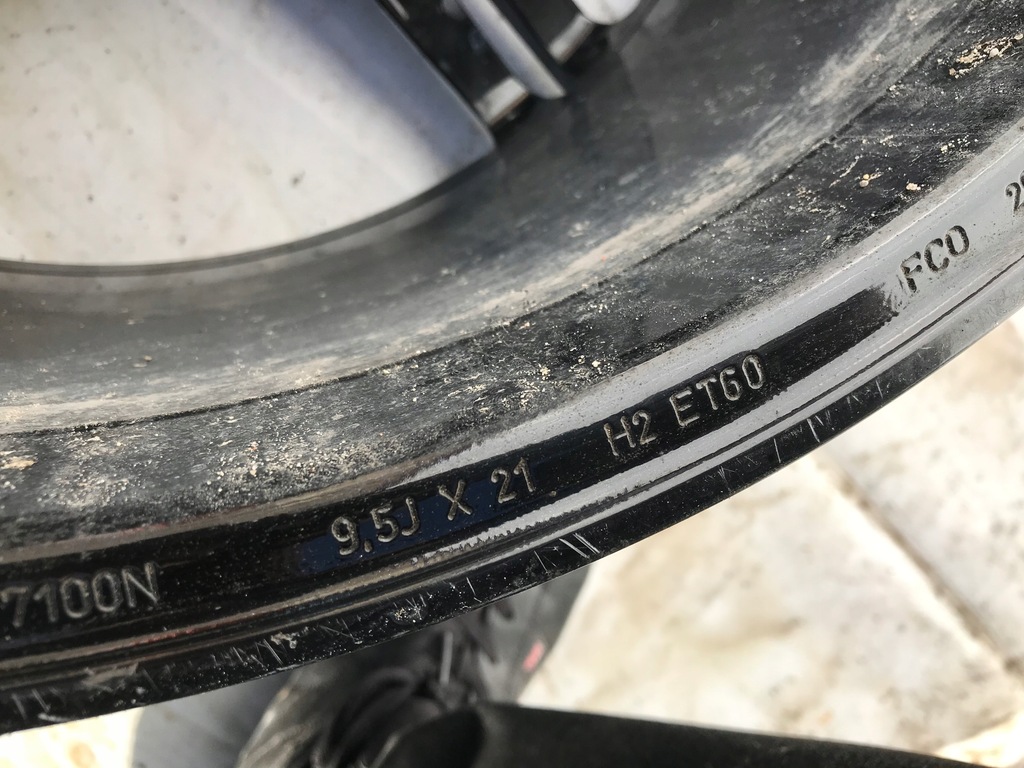 7100N 9.5J X 21 H2 ET60 FCO